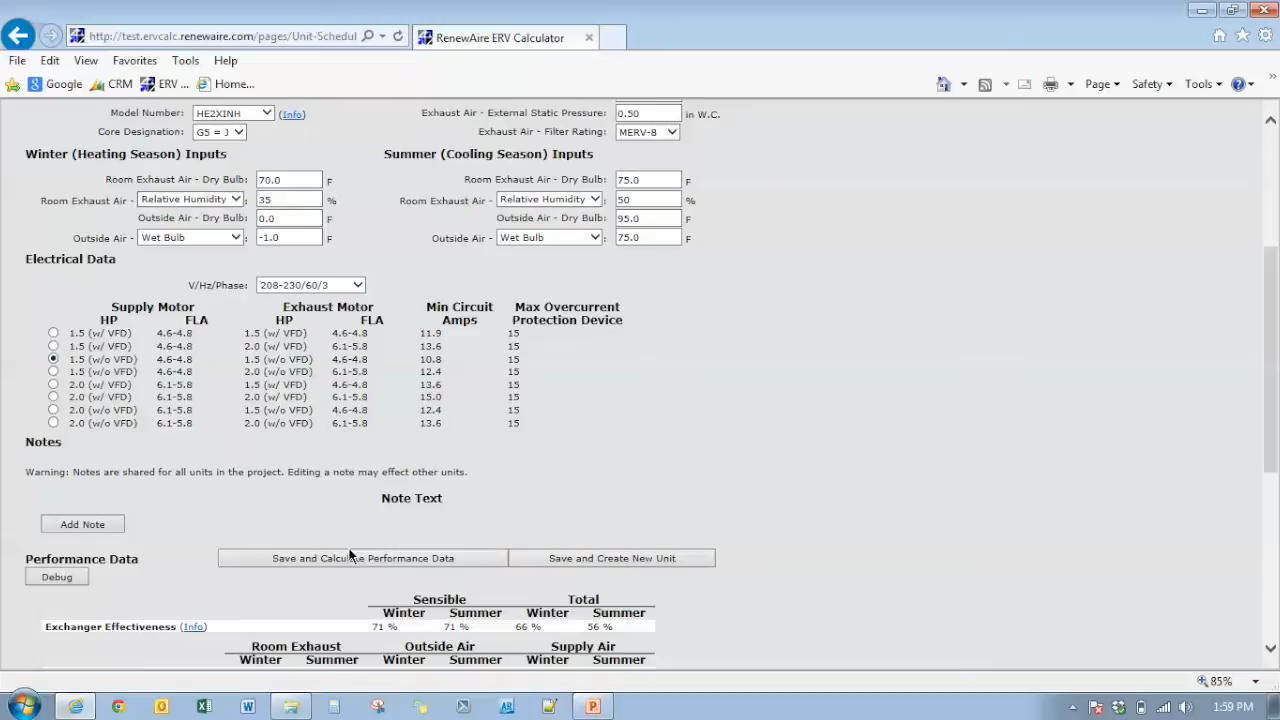 http://test.ervcalc.renewaire.com/pages/Unit-Schedul
RenewAire ERV Calculator
File Edit View Favorites Tools Help
Google CRM ERV ... Home...
Page Safety Tools
Model Number: HE2XINH (Info) Exhaust Air - External Static Pressure: 0.50 in W.C.
Core Designation: G5 = J Exhaust Air - Filter Rating: MERV-8
Winter (Heating Season) Inputs Summer (Cooling Season) Inputs
Room Exhaust Air - Dry Bulb: 70.0 F Room Exhaust Air - Dry Bulb: 75.0 F
Room Exhaust Air - Relative Humidity : 35 % Room Exhaust Air - Relative Humidity : 50 %
Outside Air - Dry Bulb: 0.0 F Outside Air - Dry Bulb: 95.0 F
Outside Air - Wet Bulb : -1.0 F Outside Air - Wet Bulb : 75.0 F
Electrical Data
V/Hz/Phase: 208-230/60/3
Supply Motor Exhaust Motor Min Circuit Max Overcurrent
HP FLA HP FLA Amps Protection Device
1.5 (w/ VFD) 4.6-4.8 1.5 (w/ VFD) 4.6-4.8 11.9 15
1.5 (w/ VFD) 4.6-4.8 2.0 (w/ VFD) 6.1-5.8 13.6 15
1.5 (w/o VFD) 4.6-4.8 1.5 (w/o VFD) 4.6-4.8 10.8 15
1.5 (w/o VFD) 4.6-4.8 2.0 (w/o VFD) 6.1-5.8 12.4 15
2.0 (w/ VFD) 6.1-5.8 1.5 (w/ VFD) 4.6-4.8 13.6 15
2.0 (w/ VFD) 6.1-5.8 2.0 (w/ VFD) 6.1-5.8 15.0 15
2.0 (w/o VFD) 6.1-5.8 1.5 (w/o VFD) 4.6-4.8 12.4 15
2.0 (w/o VFD) 6.1-5.8 2.0 (w/o VFD) 6.1-5.8 13.6 15
Notes
Warning: Notes are shared for all units in the project. Editing a note may effect other units.
Note Text
Add Note
Performance Data Save and Calculate Performance Data Save and Create New Unit
Debug
Sensible Total
Winter Summer Winter Summer
Exchanger Effectiveness (Info) 71 % 71 % 66 % 56 %
Room Exhaust Outside Air Supply Air
Winter Summer Winter Summer Winter Summer
85%
1:59 PM